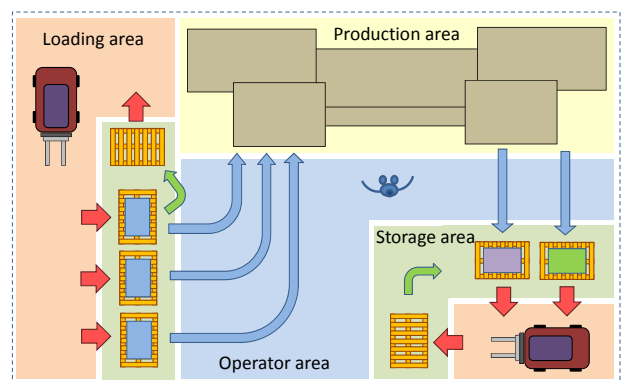 Loading area
Production area
Storage area
Operator area